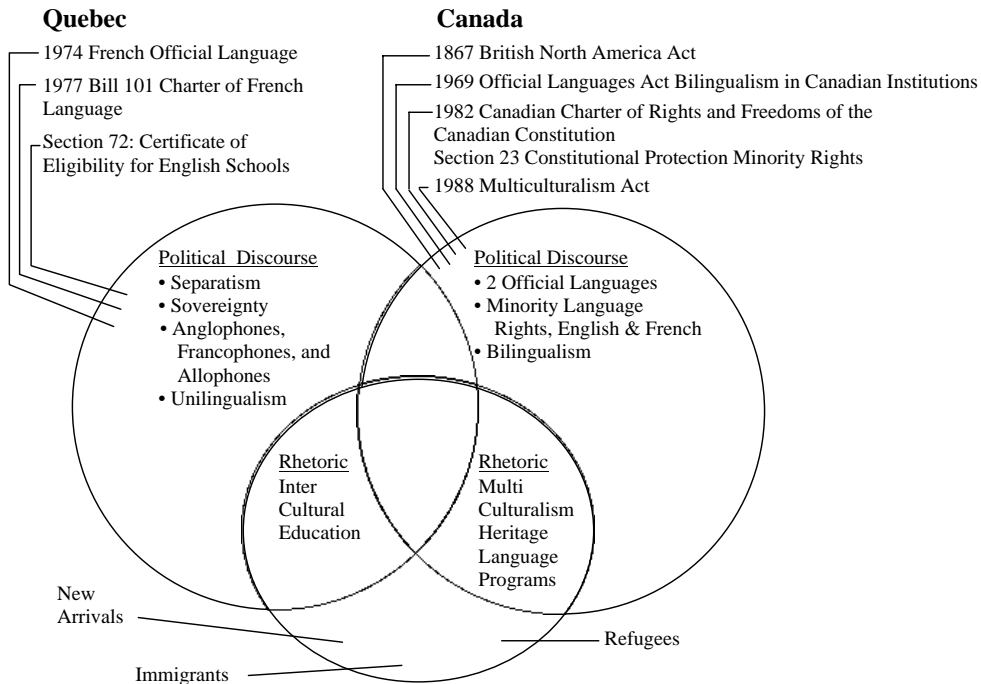 Quebec
1974 French Official Language
1977 Bill 101 Charter of French
Language
Section 72: Certificate of
Eligibility for English Schools
Canada
1867 British North America Act
1969 Official Languages Act Bilingualism in Canadian Institutions
1982 Canadian Charter of Rights and Freedoms of the
Canadian Constitution
Section 23 Constitutional Protection Minority Rights
1988 Multiculturalism Act
Political Discourse
• Separatism
• Sovereignty
• Anglophones,
Francophones, and
Allophones
• Unilingualism
Political Discourse
• 2 Official Languages
• Minority Language
Rights, English & French
• Bilingualism
Rhetoric
Inter
Cultural
Education
Rhetoric
Multi
Culturalism
Heritage
Language
Programs
New
Arrivals
Immigrants
Refugees